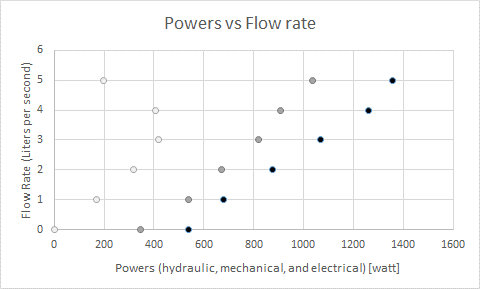 Powers vs Flow rate
Flow Rate (Liters per second)
6
5
4
3
2
1
0
0 200 400 600 800 1000 1200 1400 1600
Powers (hydraulic, mechanical, and electrical) [watt]